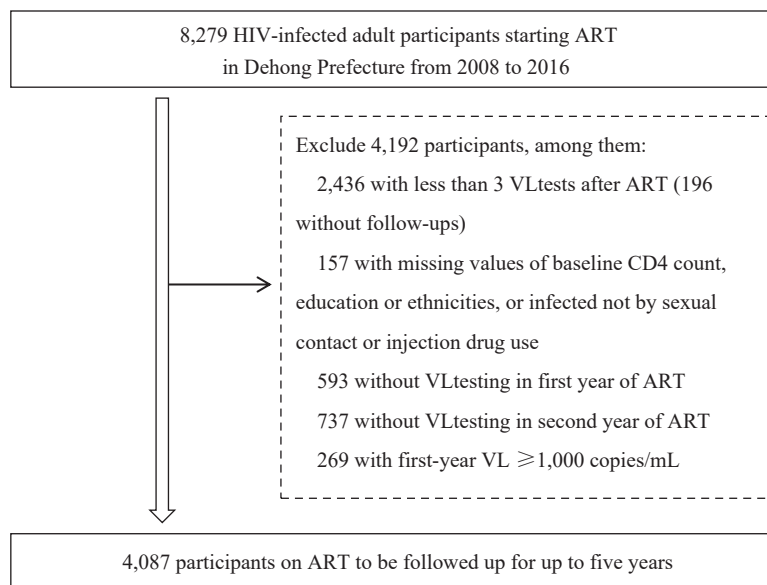 8,279 HIV-infected adult participants starting ART
in Dehong Prefecture from 2008 to 2016
Exclude 4,192 participants, among them:
2,436 with less than 3 VLtests after ART (196
without follow-ups)
157 with missing values of baseline CD4 count,
education or ethnicities, or infected not by sexual
contact or injection drug use
593 without VLtesting in first year of ART
737 without VLtesting in second year of ART
269 with first-year VL ⩾1,000 copies/mL
4,087 participants on ART to be followed up for up to five years